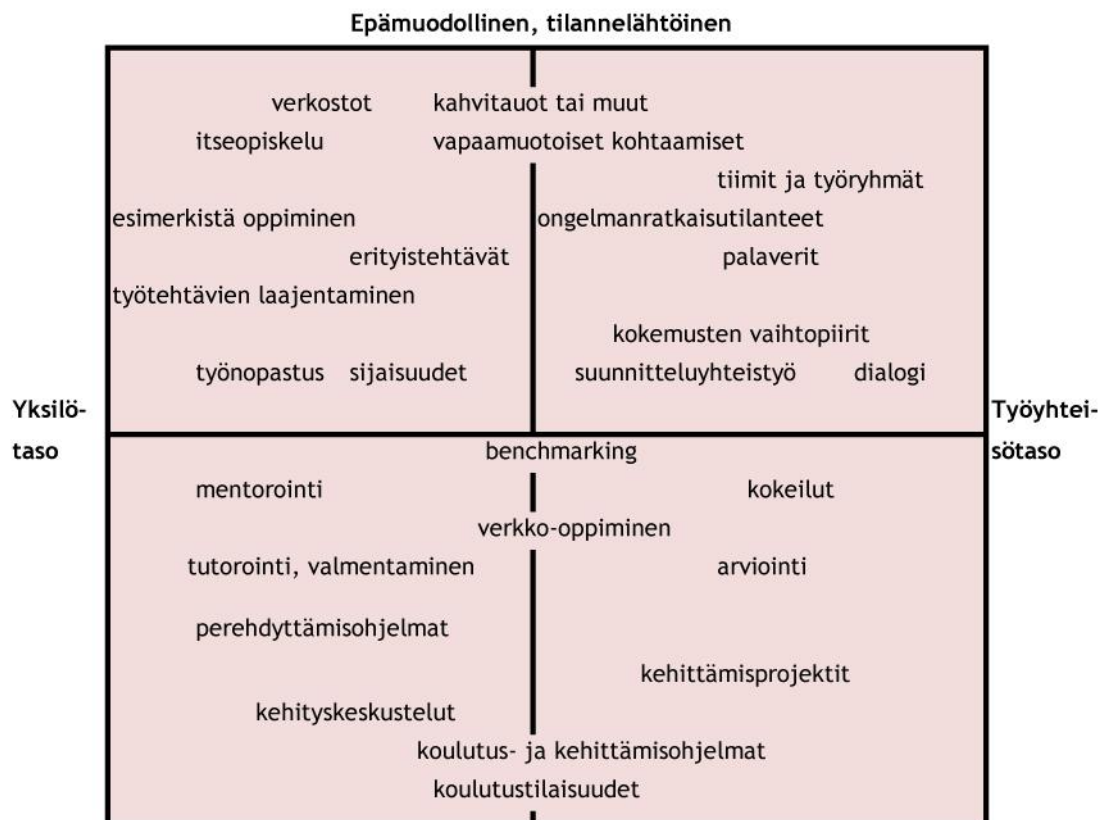 Epämuodollinen, tilannelähtöinen
verkostot kahvitauot tai muut
itseopiskelu vapaamuotoiset kohtaamiset
tiimit ja työryhmät
esimerkistä oppiminen ongelmanratkaisutilanteet
erityistehtävät palaverit
työtehtävien laajentaminen
kokemusten vaihtopiirit
työnopastus sijaisuudet suunnitteluyhteistyö dialogi
Yksilö-
taso
Työyhtei-
sötaso
benchmarking
mentorointi kokeilut
verkko-oppiminen
tutorointi, valmentaminen arviointi
perehdyttämisohjelmat
kehittämisprojektit
kehityskeskustelut
koulutus- ja kehittämisohjelmat
koulutustilaisuudet